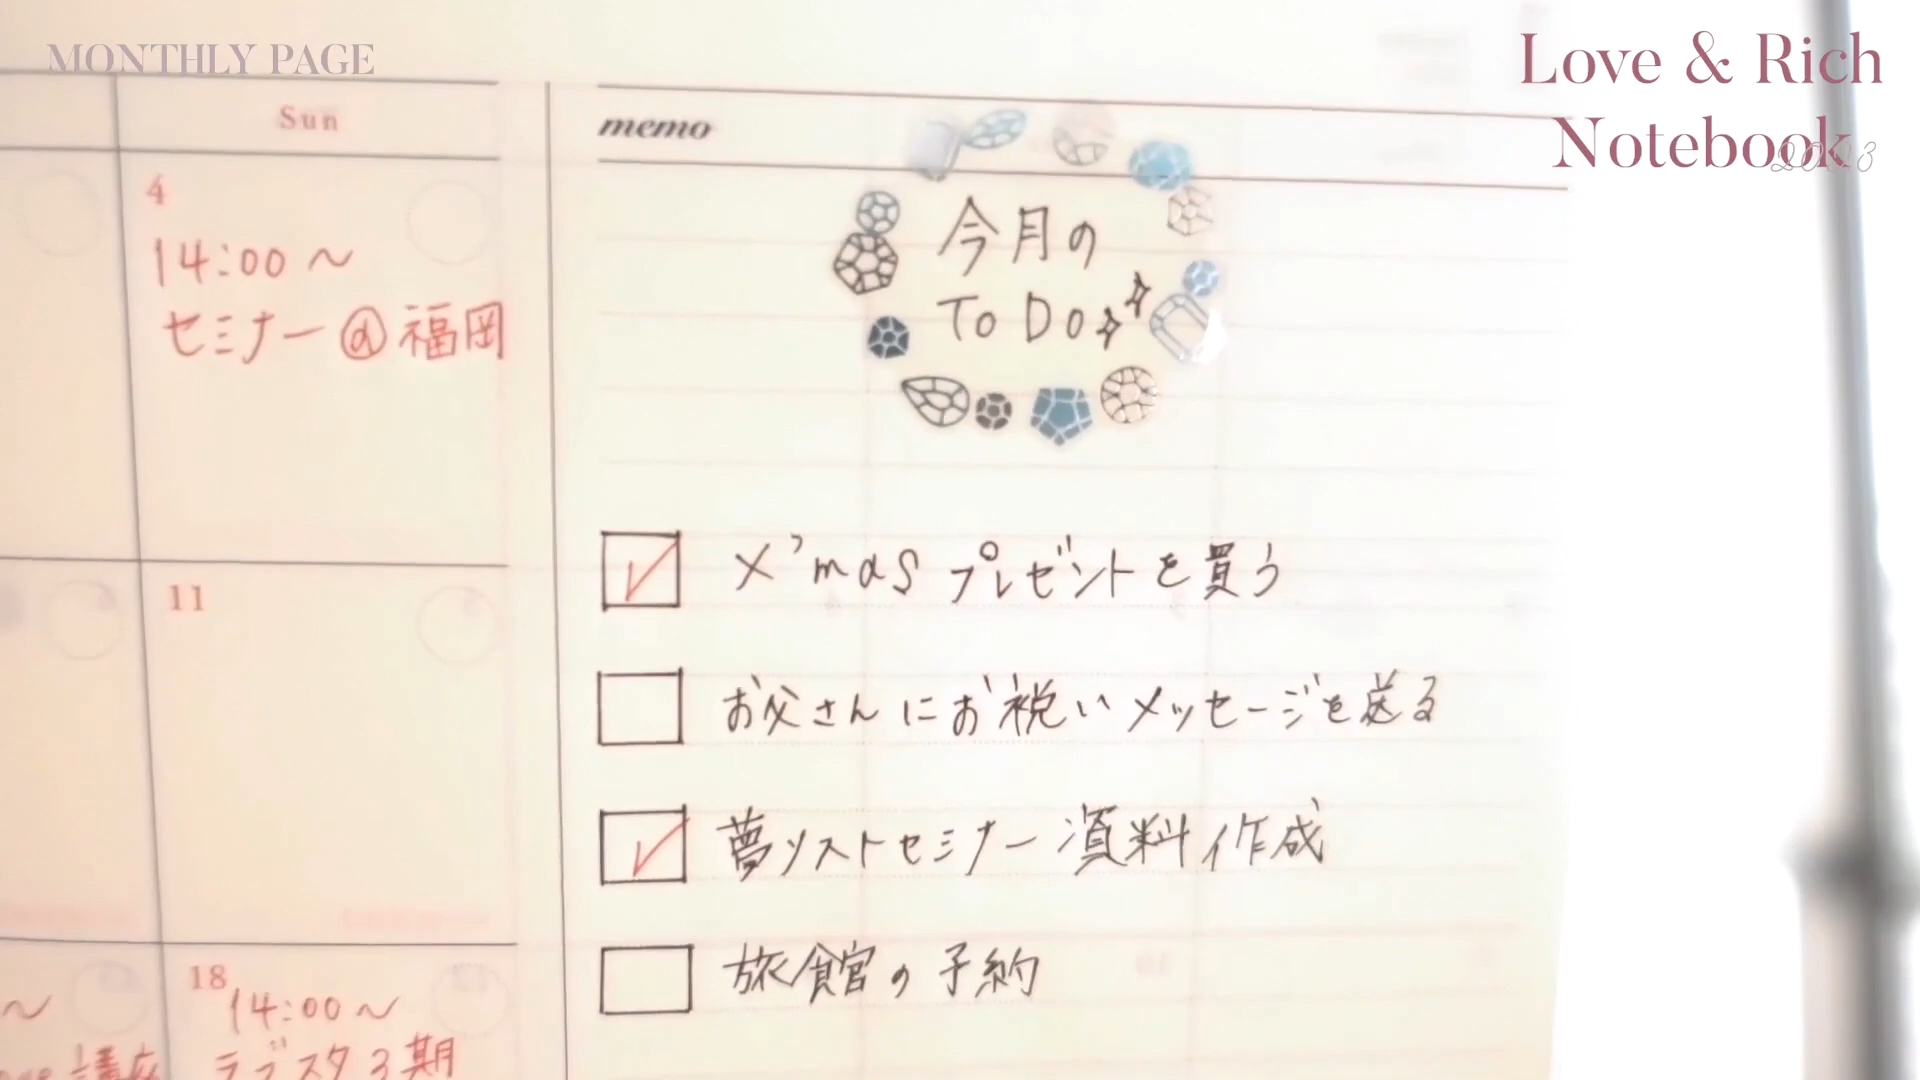 MONTHLY PAGE
Love & Rich
Notebook
Sun
4
14:00〜
セミナー@福岡
11
18
14:00〜
ラブスタ3期
〜
講座
memo
今月の
To Do
X'mas プレゼントを買う
お父さんにお祝いメッセージを送る
夢リストセミナー資料作成
旅館の予約